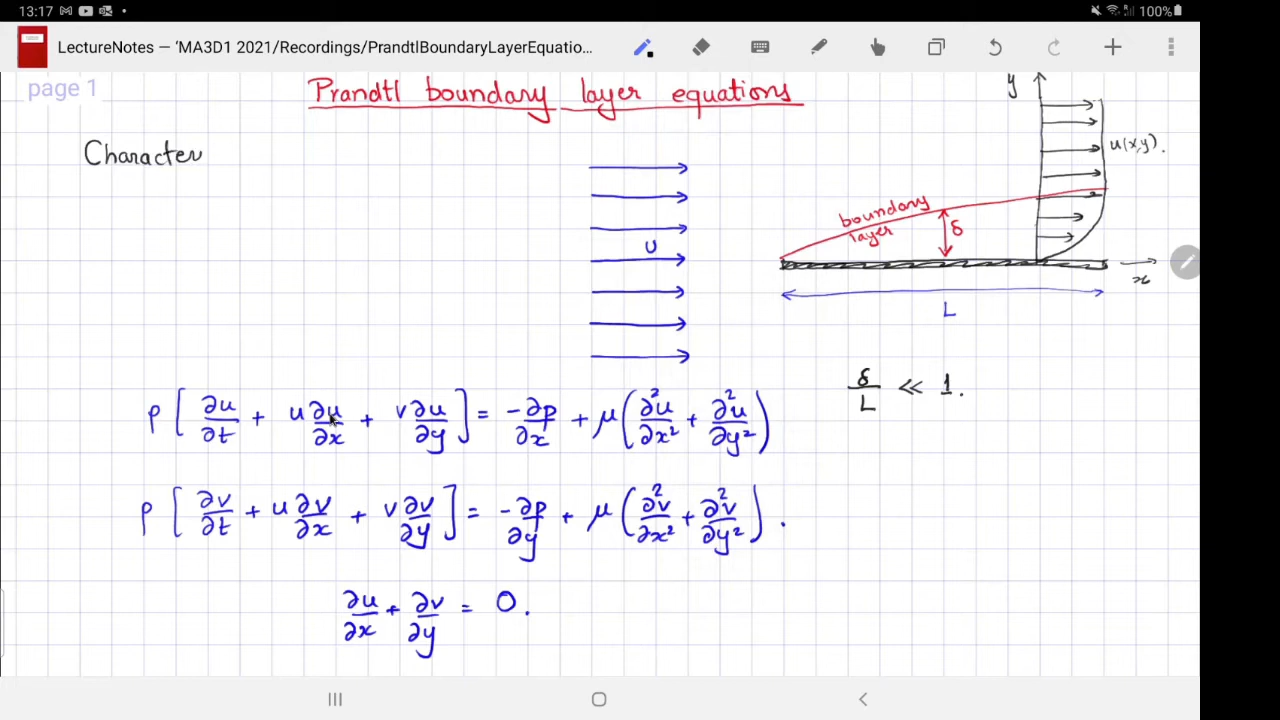 13:17
100%
LectureNotes — ‘MA3D1 2021/Recordings/PrandtlBoundaryLayerEquatio...
page 1
Prandtl boundary layer equations
Character
y
u(x,y).
boundary layer
δ
U
x
L
δ/L ≪ 1.
ρ[∂u/∂t + u∂u/∂x + v∂u/∂y] = -∂p/∂x + μ(∂²u/∂x² + ∂²u/∂y²)
ρ[∂v/∂t + u∂v/∂x + v∂v/∂y] = -∂p/∂y + μ(∂²v/∂x² + ∂²v/∂y²).
∂u/∂x + ∂v/∂y = 0.